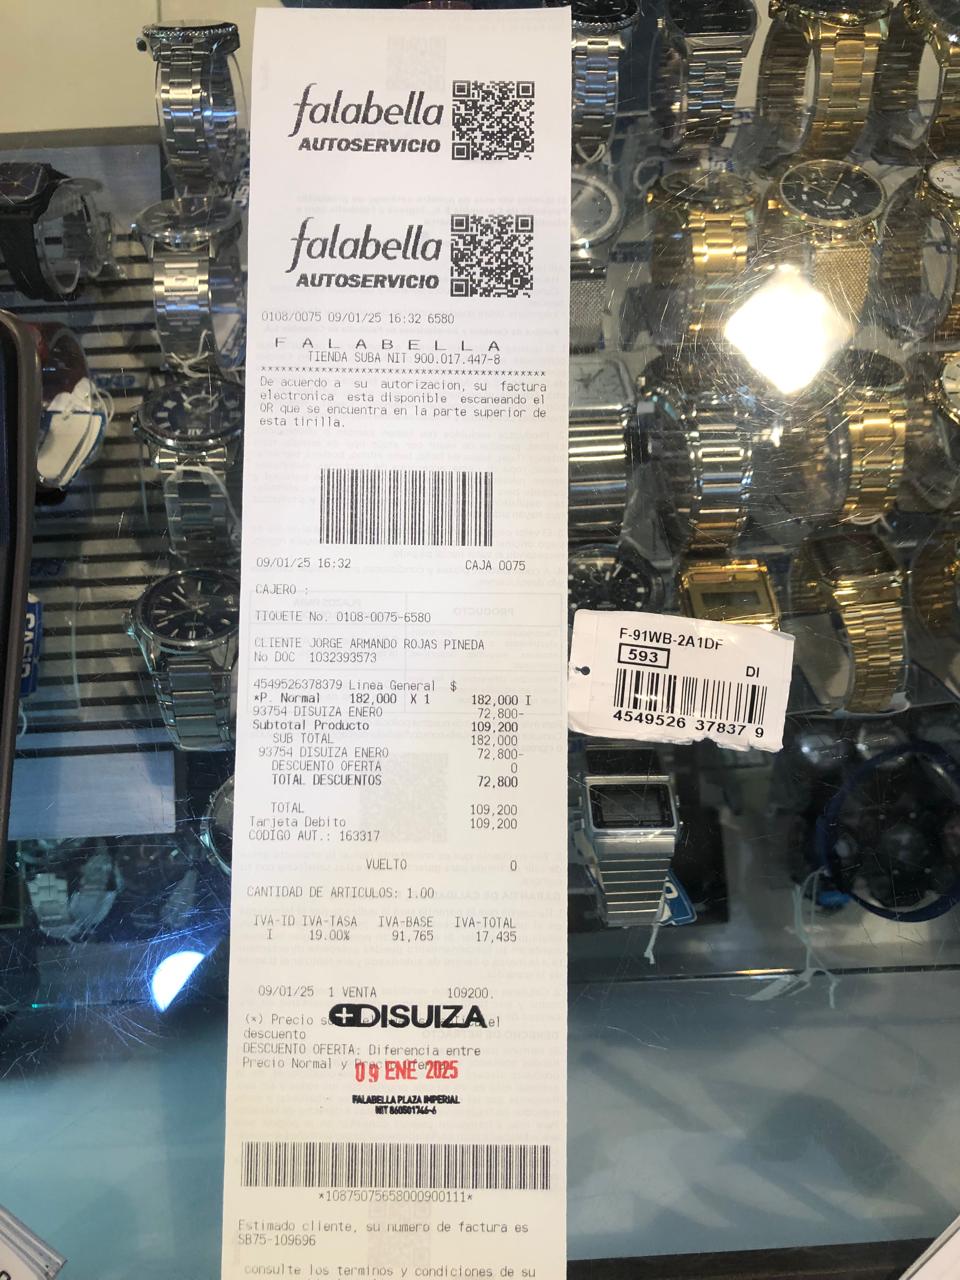 falabella
AUTOSERVICIO
falabella
AUTOSERVICIO
0108/0075 09/01/25 16:32 6580
F A L A B E L L A
TIENDA SUBA NIT 900.017.447-8
******************************************
De acuerdo a su autorizacion, su factura
electronica esta disponible escaneando el
QR que se encuentra en la parte superior de
esta tirilla.
09/01/25 16:32 CAJA 0075
CAJERO :
TIQUETE No. 0108-0075-6580
CLIENTE JORGE ARMANDO ROJAS PINEDA
No DOC 1032393573
4549526378379 Linea General $
*P. Normal 182,000 X 1 182,000 I
93754 DISUIZA ENERO 72,800-
Subtotal Producto 109,200
SUB TOTAL 182,000
93754 DISUIZA ENERO 72,800-
DESCUENTO OFERTA 0
TOTAL DESCUENTOS 72,800
TOTAL 109,200
Tarjeta Debito 109,200
CODIGO AUT.: 163317
VUELTO 0
CANTIDAD DE ARTICULOS: 1.00
IVA-ID IVA-TASA IVA-BASE IVA-TOTAL
I 19.00% 91,765 17,435
09/01/25 1 VENTA 109200.
DISUIZA
(*) Precio el
descuento
DESCUENTO OFERTA: Diferencia entre
Precio Normal y
09 ENE 2025
FALABELLA PLAZA IMPERIAL
NIT 860501746-6
*10875075658000900111*
Estimado cliente, su numero de factura es
SB75-109696
consulte los terminos y condiciones de su
F-91WB-2A1DF
593
DI
4549526 37837 9
CASIO